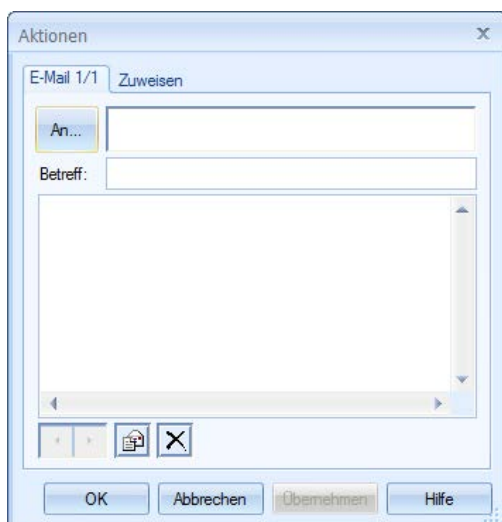 Aktionen
E-Mail 1/1 Zuweisen
An...
Betreff:
OK Abbrechen Übernehmen Hilfe